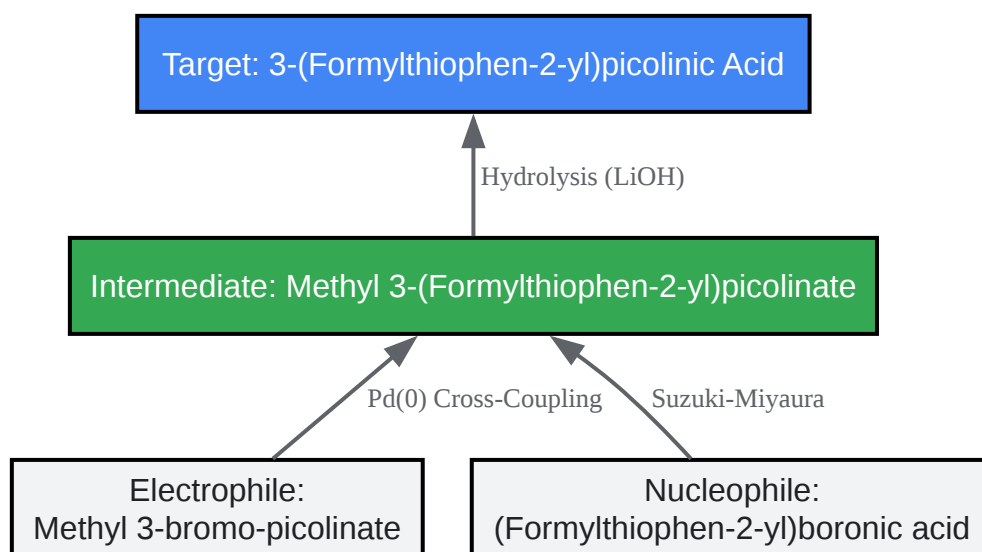 Target: 3-(Formylthiophen-2-yl)picolinic Acid
Hydrolysis (LiOH)
Intermediate: Methyl 3-(Formylthiophen-2-yl)picolinate
Pd(0) Cross-Coupling
Suzuki-Miyaura
Electrophile:
Methyl 3-bromo-picolinate
Nucleophile:
(Formylthiophen-2-yl)boronic acid